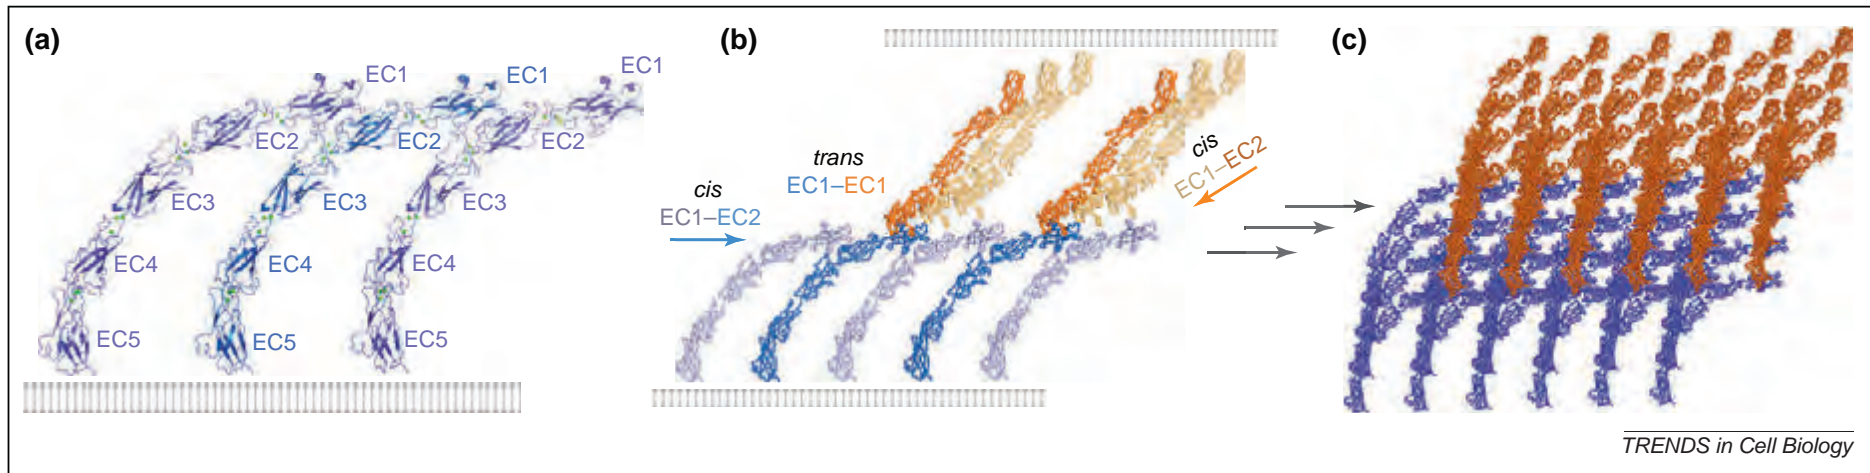 (a)
EC1
EC1
EC1
EC2
EC2
EC2
EC3
EC3
EC3
EC4
EC4
EC4
EC5
EC5
EC5
(b)
cis
EC1–EC2
trans
EC1–EC1
cis
EC1–EC2
(c)
TRENDS in Cell Biology